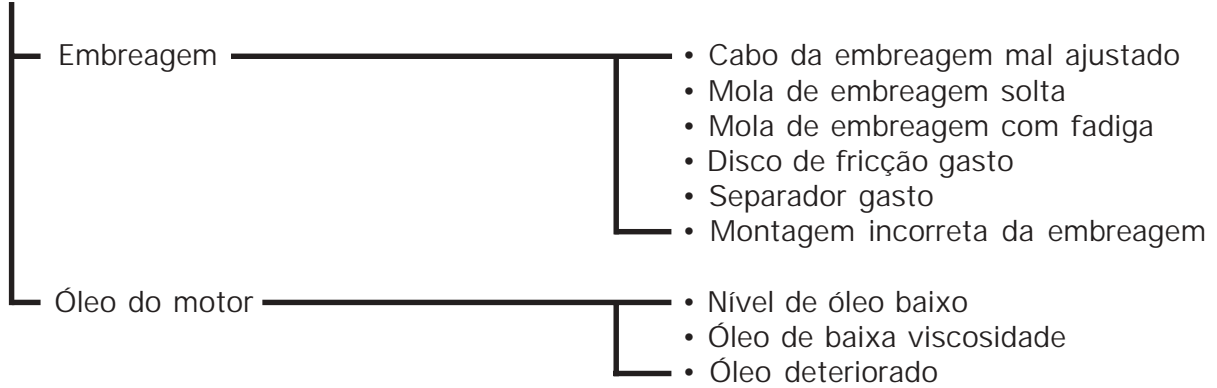 Embreagem
• Cabo da embreagem mal ajustado
• Mola de embreagem solta
• Mola de embreagem com fadiga
• Disco de fricção gasto
• Separador gasto
• Montagem incorreta da embreagem
Óleo do motor
• Nível de óleo baixo
• Óleo de baixa viscosidade
• Óleo deteriorado